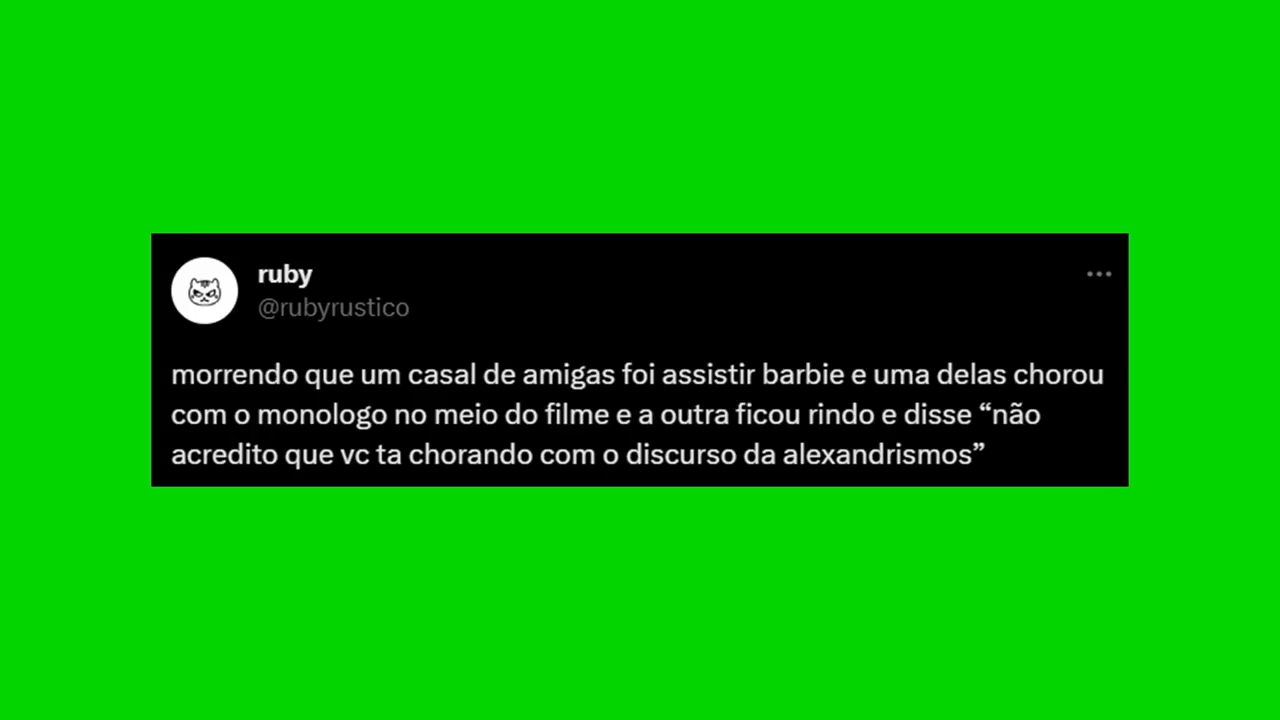 ruby
@rubyrustico
morrendo que um casal de amigas foi assistir barbie e uma delas chorou
com o monologo no meio do filme e a outra ficou rindo e disse “não
acredito que vc ta chorando com o discurso da alexandrismos”